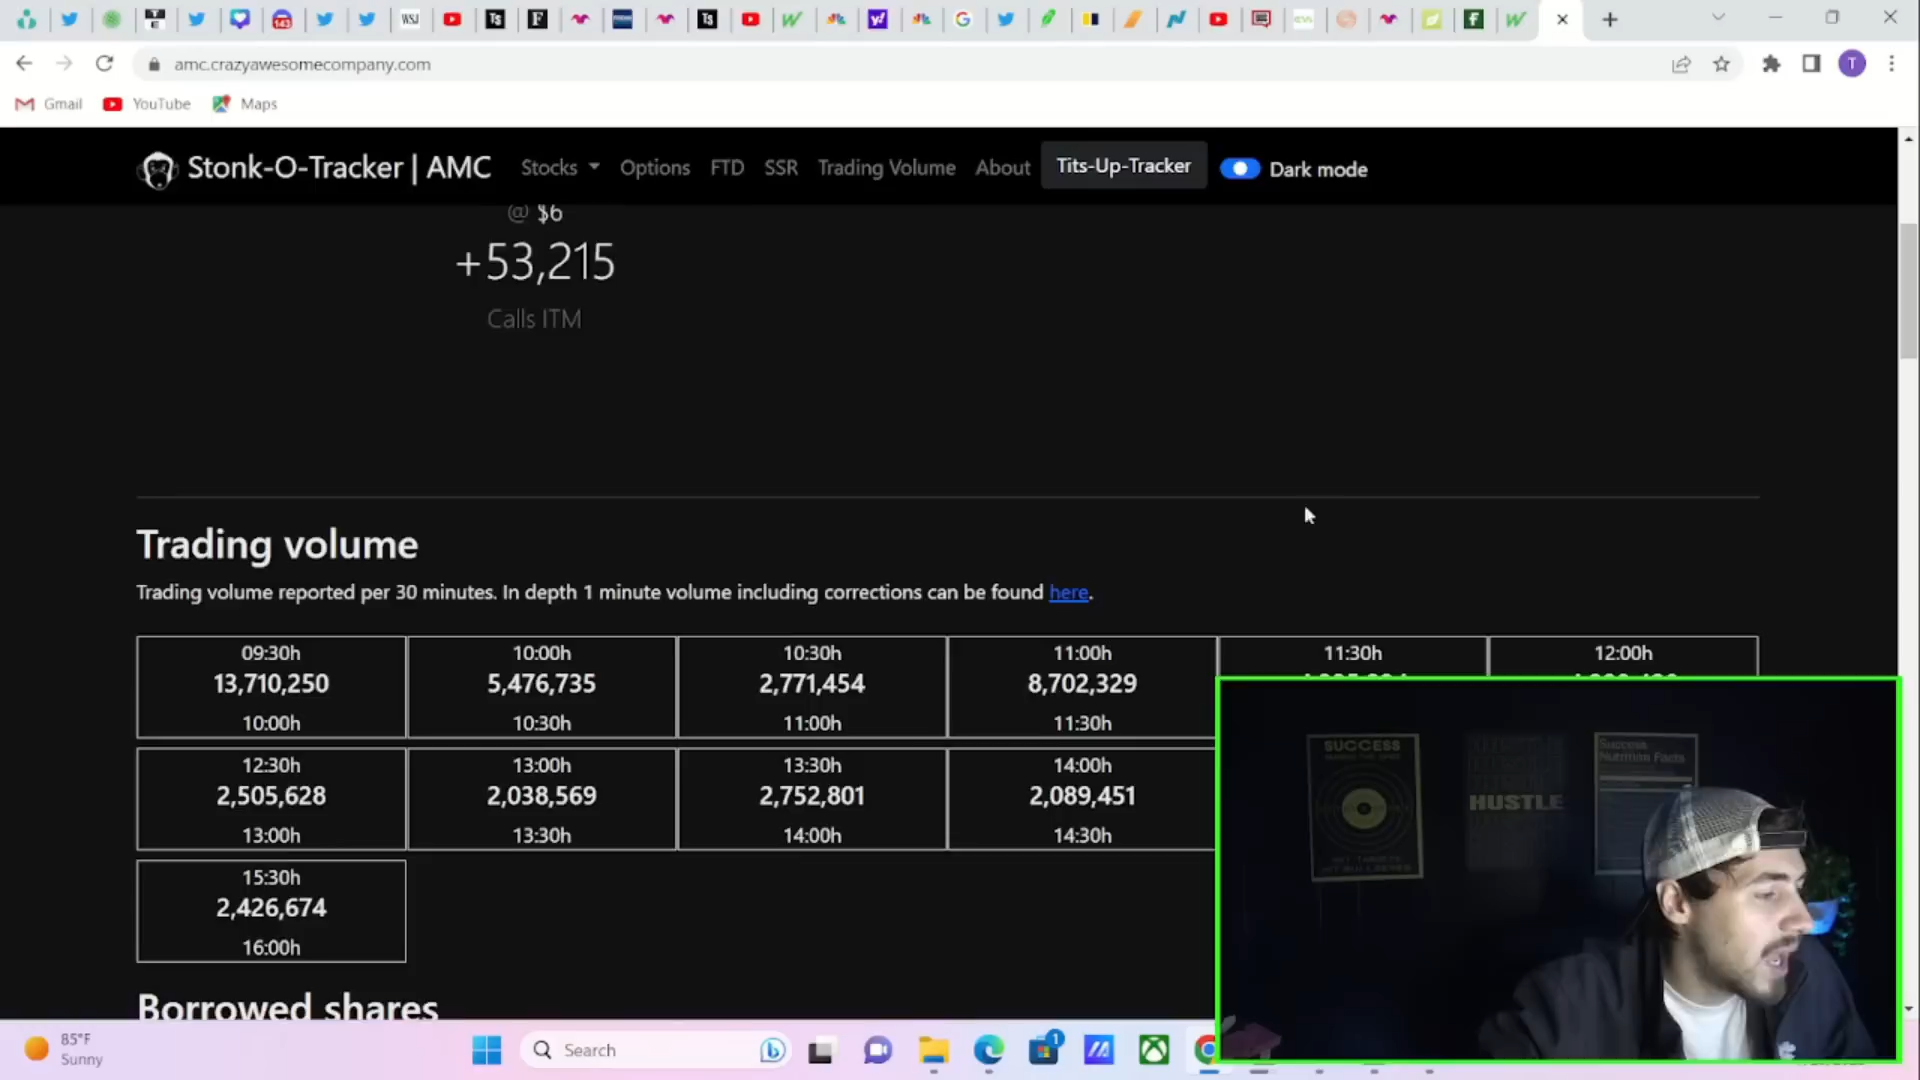 amc.crazyawesomecompany.com
T
Gmail YouTube Maps
Stonk-O-Tracker | AMC Stocks Options FTD SSR Trading Volume About Tits-Up-Tracker Dark mode
@ $6
+53,215
Calls ITM
Trading volume
Trading volume reported per 30 minutes. In depth 1 minute volume including corrections can be found here.
09:30h 10:00h 10:30h 11:00h 11:30h 12:00h
13,710,250 5,476,735 2,771,454 8,702,329
10:00h 10:30h 11:00h 11:30h
12:30h 13:00h 13:30h 14:00h
2,505,628 2,038,569 2,752,801 2,089,451
13:00h 13:30h 14:00h 14:30h
15:30h
2,426,674
16:00h
Borrowed shares
SUCCESS
HUSTLE
Success
Nutrition Facts
85°F
Sunny
Search
1